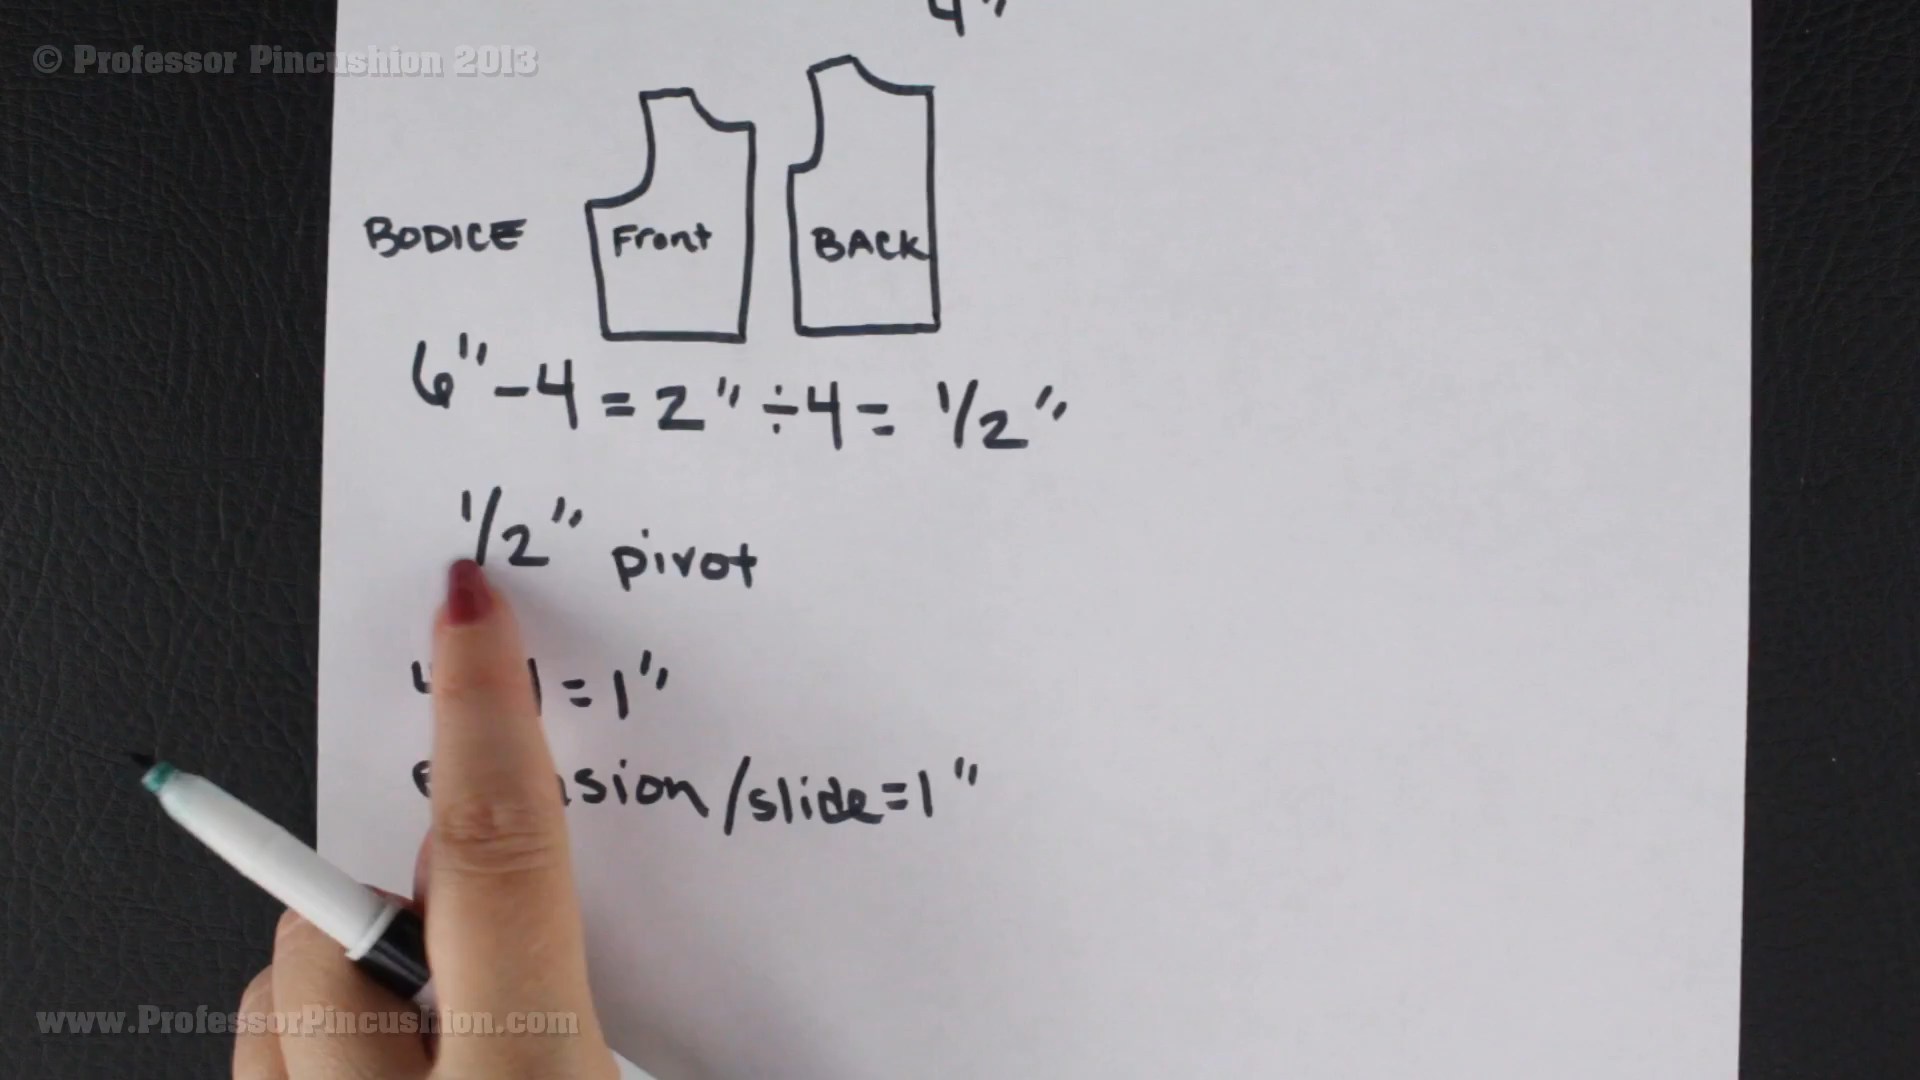 4"
© Professor Pincushion 2013
BODICE
Front
BACK
6" - 4 = 2" ÷ 4 = 1/2"
1/2" pivot
= 1"
/slide = 1"
www.ProfessorPincushion.com